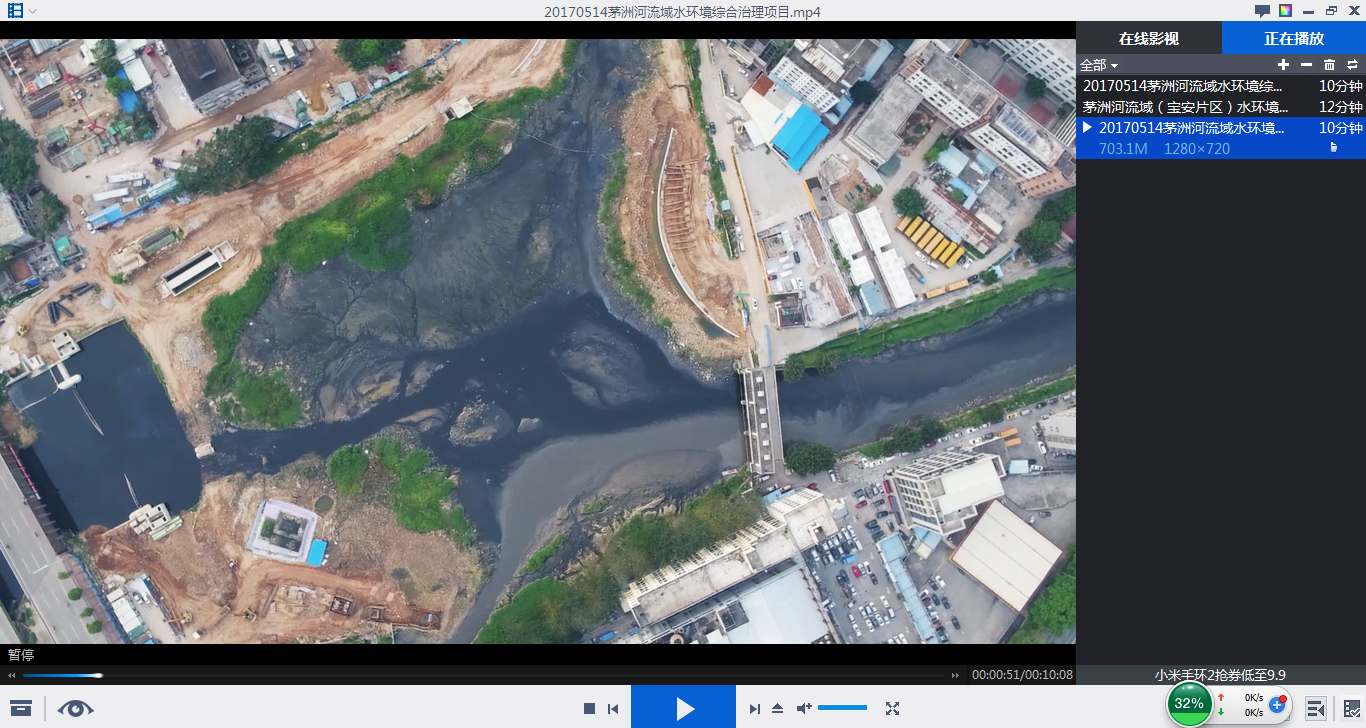 20170514茅洲河流域水环境综合治理项目.mp4
在线影视 正在播放
全部
20170514茅洲河流域水环境综... 10分钟
茅洲河流域（宝安片区）水环境... 12分钟
20170514茅洲河流域水环境... 10分钟
703.1M 1280×720
暂停
00:00:51/00:10:08
小米手环2抢券低至9.9
32%
0K/s
0K/s